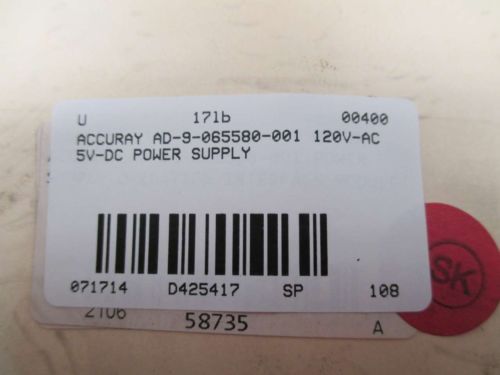 U 17lb 00400
ACCURAY AD-9-065580-001 120V-AC
5V-DC POWER SUPPLY
071714 D425417 SP 108
2106 58735 A
SK